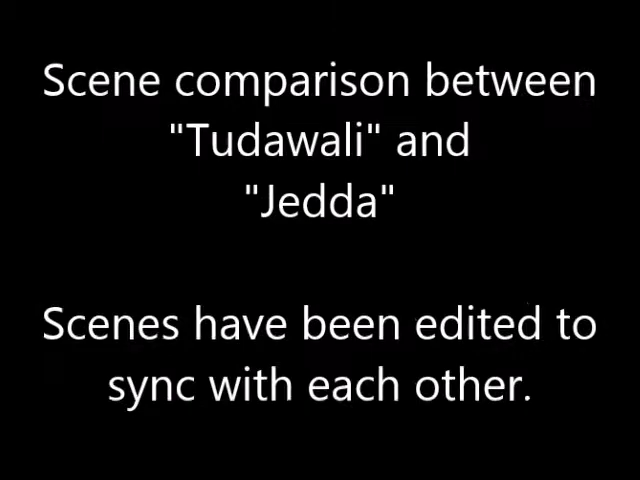 Scene comparison between
"Tudawali" and
"Jedda"
Scenes have been edited to
sync with each other.